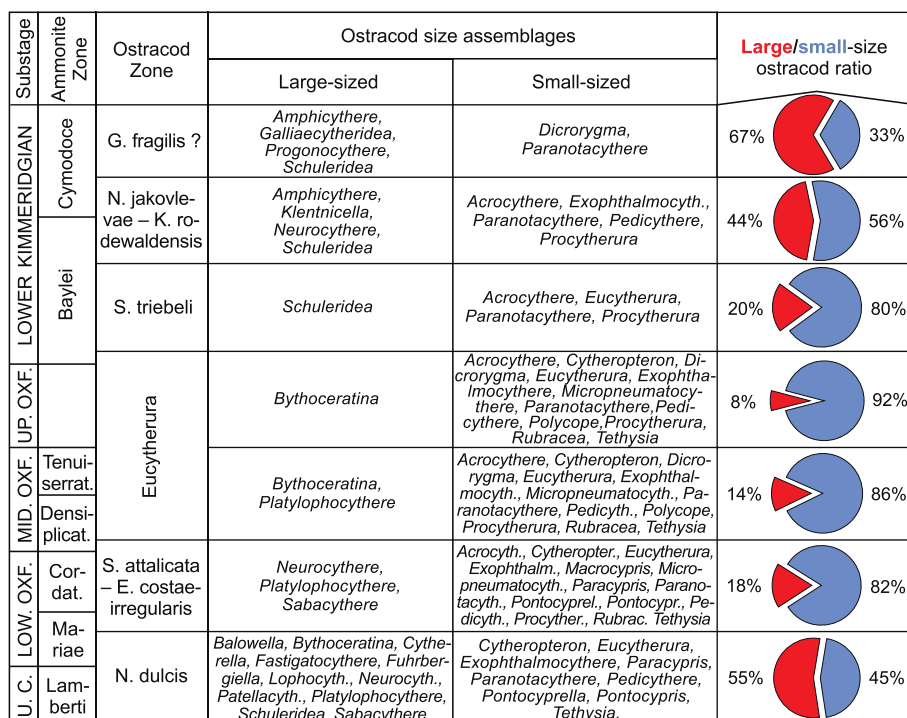 Substage
Ammonite
Zone
Ostracod
Zone
Ostracod size assemblages
Large-sized
Small-sized
Large/small-size
ostracod ratio
LOWER KIMMERIDGIAN
Cymodoce
G. fragilis ?
Amphicythere,
Galliaecytheridea,
Progonocythere,
Schuleridea
Dicrorygma,
Paranotacythere
67%
33%
N. jakovle-
vae – K. ro-
dewaldensis
Amphicythere,
Klentnicella,
Neurocythere,
Schuleridea
Acrocythere, Exophthalmocyth.,
Paranotacythere, Pedicythere,
Procytherura
44%
56%
Baylei
S. triebeli
Schuleridea
Acrocythere, Eucytherura,
Paranotacythere, Procytherura
20%
80%
UP. OXF.
Eucytherura
Bythoceratina
Acrocythere, Cytheropteron, Di-
crorygma, Eucytherura, Exophtha-
lmocythere, Micropneumatocy-
there, Paranotacythere,Pedi-
cythere, Polycope,Procytherura,
Rubracea, Tethysia
8%
92%
MID. OXF.
Tenui-
serrat.
Densi-
plicat.
Bythoceratina,
Platylophocythere
Acrocythere, Cytheropteron, Dicro-
rygma, Eucytherura, Exophthal-
mocyth., Micropneumatocyth., Pa-
ranotacythere, Pedicyth., Polycope,
Procytherura, Rubracea, Tethysia
14%
86%
LOW. OXF.
Cor-
dat.
S. attalicata
– E. costae-
irregularis
Neurocythere,
Platylophocythere,
Sabacythere
Acrocyth., Cytheropter., Eucytherura,
Exophthalm., Macrocypris, Micro-
pneumatocyth., Paracypris, Parano-
tacyth., Pontocyprel., Pontocypr., Pe-
dicyth., Procyther., Rubrac. Tethysia
18%
82%
Ma-
riae
U. C.
Lam-
berti
N. dulcis
Balowella, Bythoceratina, Cythe-
rella, Fastigatocythere, Fuhrber-
giella, Lophocyth., Neurocyth.,
Patellacyth., Platylophocythere,
Schuleridea, Sabacythere
Cytheropteron, Eucytherura,
Exophthalmocythere, Paracypris,
Paranotacythere, Pedicythere,
Pontocyprella, Pontocypris,
Tethysia.
55%
45%